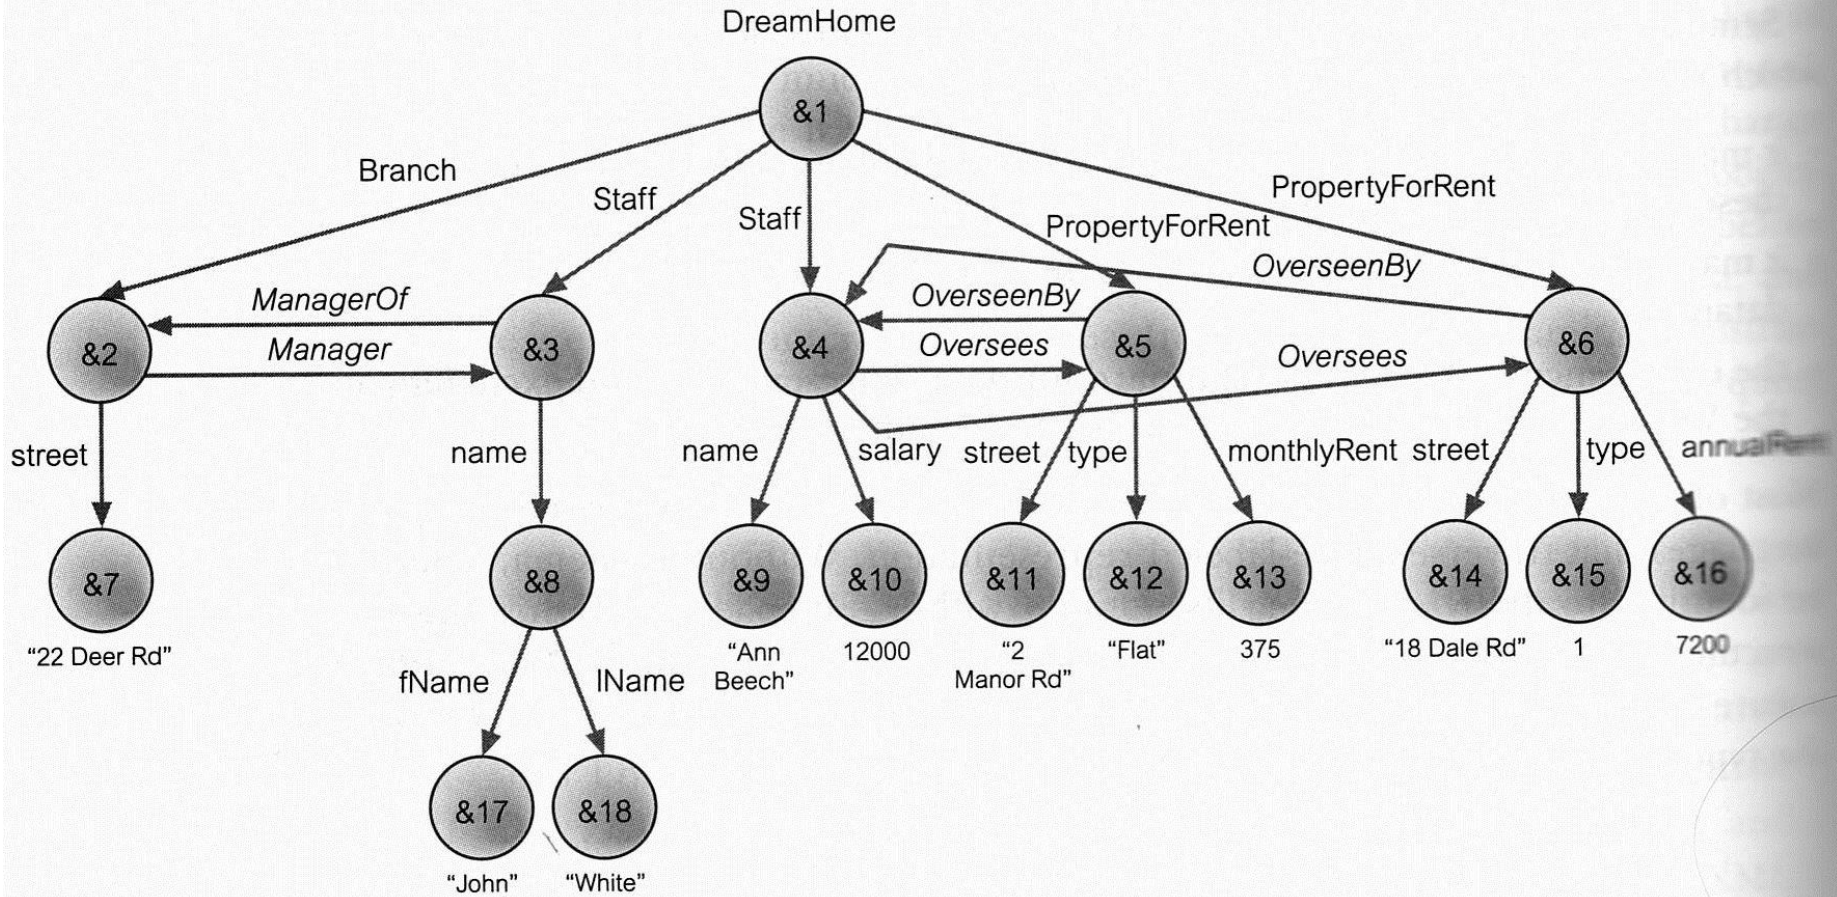 DreamHome
&1
Branch
Staff
Staff
PropertyForRent
PropertyForRent
OverseenBy
ManagerOf
OverseenBy
Manager
Oversees
Oversees
&2
&3
&4
&5
&6
street
name
name
salary
street
type
monthlyRent
street
type
annualRent
&7
&8
&9
&10
&11
&12
&13
&14
&15
&16
“22 Deer Rd”
“Ann
Beech”
12000
“2
Manor Rd”
“Flat”
375
“18 Dale Rd”
1
7200
fName
lName
&17
&18
“John”
“White”